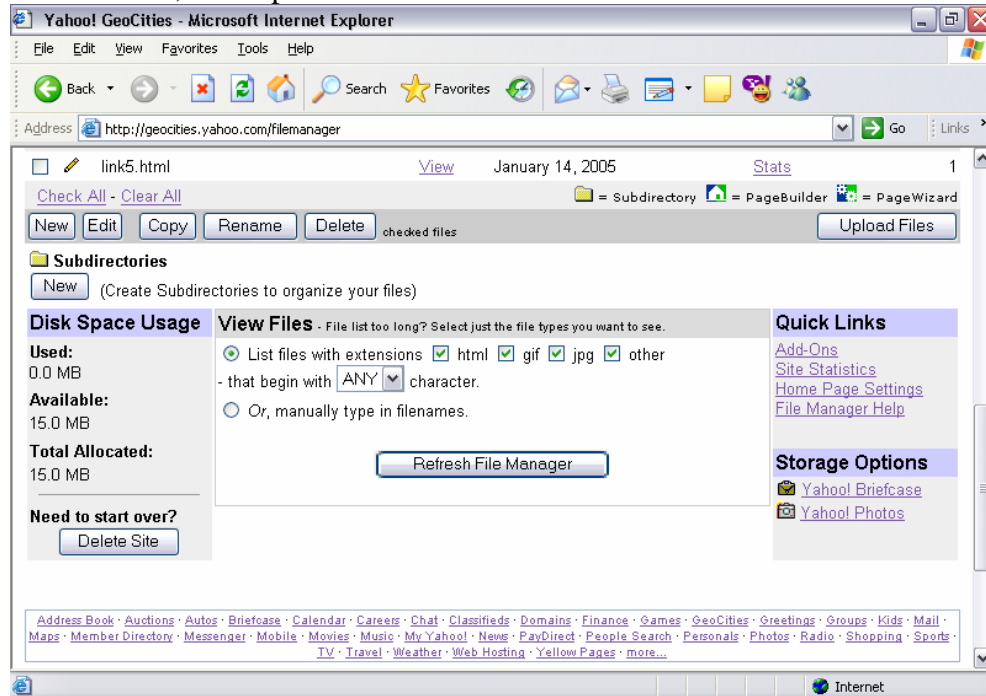 Yahoo! GeoCities - Microsoft Internet Explorer
File Edit View Favorites Tools Help
Back Search Favorites
Address http://geocities.yahoo.com/filemanager Go Links
link5.html View January 14, 2005 Stats 1
Check All - Clear All = Subdirectory = PageBuilder = PageWizard
New Edit Copy Rename Delete checked files Upload Files
Subdirectories
New (Create Subdirectories to organize your files)
Disk Space Usage
Used:
0.0 MB
Available:
15.0 MB
Total Allocated:
15.0 MB
Need to start over?
Delete Site
View Files - File list too long? Select just the file types you want to see.
List files with extensions html gif jpg other
- that begin with ANY character.
Or, manually type in filenames.
Refresh File Manager
Quick Links
Add-Ons
Site Statistics
Home Page Settings
File Manager Help
Storage Options
Yahoo! Briefcase
Yahoo! Photos
Address Book · Auctions · Autos · Briefcase · Calendar · Careers · Chat · Classifieds · Domains · Finance · Games · GeoCities · Greetings · Groups · Kids · Mail ·
Maps · Member Directory · Messenger · Mobile · Movies · Music · My Yahoo! · News · PayDirect · People Search · Personals · Photos · Radio · Shopping · Sports ·
TV · Travel · Weather · Web Hosting · Yellow Pages · more...
Internet